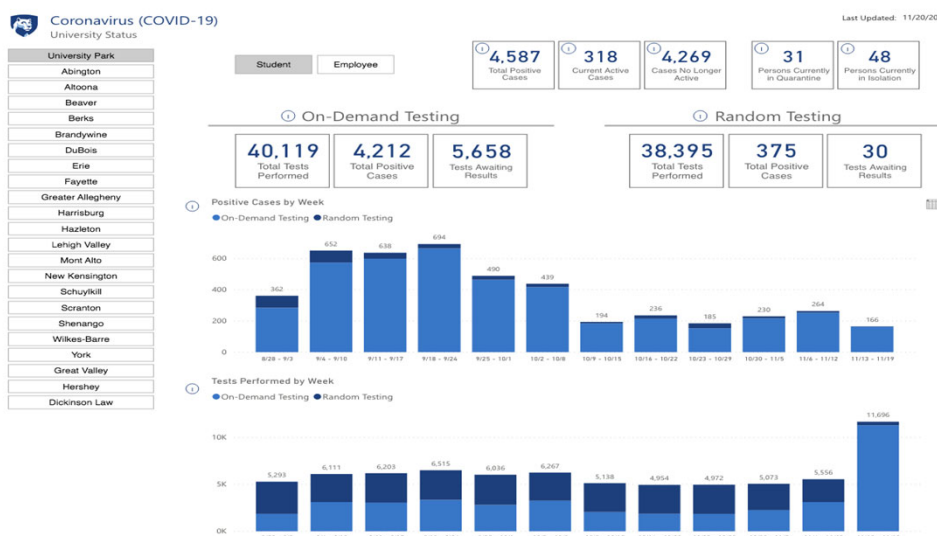 Coronavirus (COVID-19)
University Status
Last Updated: 11/20/20
University Park
Abington
Altoona
Beaver
Berks
Brandywine
DuBois
Erie
Fayette
Greater Allegheny
Harrisburg
Hazleton
Lehigh Valley
Mont Alto
New Kensington
Schuylkill
Scranton
Shenango
Wilkes-Barre
York
Great Valley
Hershey
Dickinson Law
Student
Employee
4,587
Total Positive
Cases
318
Current Active
Cases
4,269
Cases No Longer
Active
31
Persons Currently
in Quarantine
48
Persons Currently
in Isolation
On-Demand Testing
40,119
Total Tests
Performed
4,212
Total Positive
Cases
5,658
Tests Awaiting
Results
Random Testing
38,395
Total Tests
Performed
375
Total Positive
Cases
30
Tests Awaiting
Results
Positive Cases by Week
On-Demand Testing Random Testing
600
400
200
0
362
652
638
694
490
439
194
236
185
230
264
166
8/28 - 9/3
9/4 - 9/10
9/11 - 9/17
9/18 - 9/24
9/25 - 10/1
10/2 - 10/8
10/9 - 10/15
10/16 - 10/22
10/23 - 10/29
10/30 - 11/5
11/6 - 11/12
11/13 - 11/19
Tests Performed by Week
On-Demand Testing Random Testing
10K
5K
0K
5,293
6,111
6,203
6,515
6,036
6,267
5,138
4,954
4,972
5,073
5,556
11,696